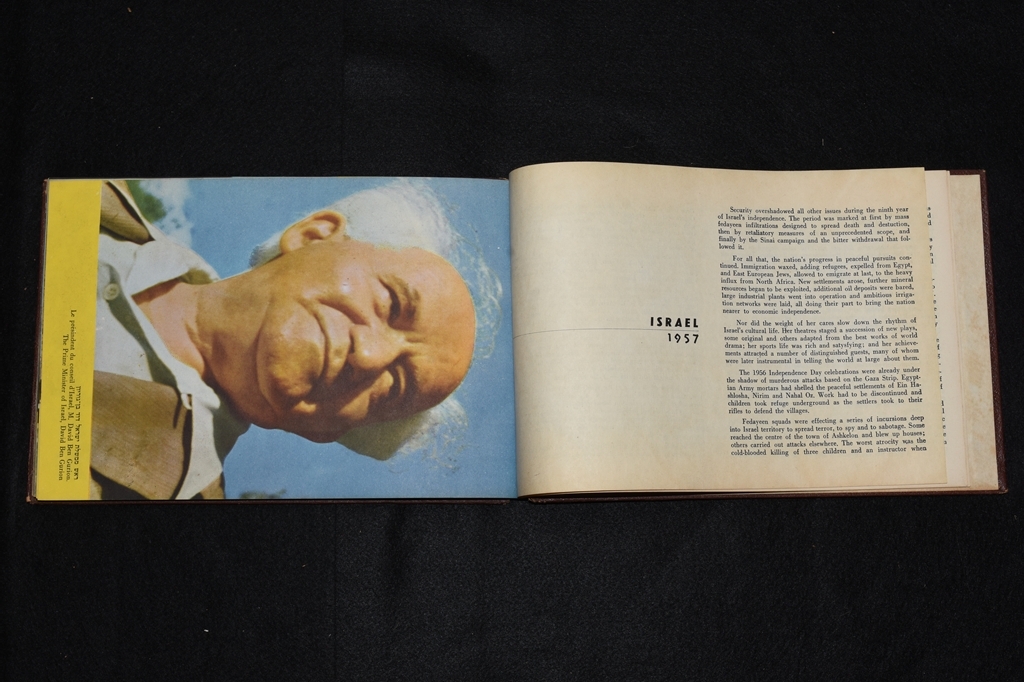 ראש ממשלת ישראל דוד בן־גוריון
Le président du conseil d'Israel, M. David Ben Gurion
The Prime Minister of Israel, David Ben Gurion
ISRAEL
1957
Security overshadowed all other issues during the ninth year
of Israel's independence. The period was marked at first by mass
fedayeen infiltrations designed to spread death and destuction,
then by retaliatory measures of an unprecedented scope, and
finally by the Sinai campaign and the bitter withdrawal that fol-
lowed it.
For all that, the nation's progress in peaceful pursuits con-
tinued. Immigration waxed, adding refugees, expelled from Egypt,
and East European Jews, allowed to emigrate at last, to the heavy
influx from North Africa. New settlements arose, further mineral
resources began to be exploited, additional oil deposits were bared,
large industrial plants went into operation and ambitious irriga-
tion networks were laid, all doing their part to bring the nation
nearer to economic independence.
Nor did the weight of her cares slow down the rhythm of
Israel's cultural life. Her theatres staged a succession of new plays,
some original and others adapted from the best works of world
drama; her sports life was rich and satysfying; and her achieve-
ments attracted a number of distinguished guests, many of whom
were later instrumental in telling the world at large about them.
The 1956 Independence Day celebrations were already under
the shadow of murderous attacks based on the Gaza Strip. Egypt-
ian Army mortars had shelled the peaceful settlements of Ein Ha-
shlosha, Nirim and Nahal Oz. Work had to be discontinued and
children took refuge underground as the settlers took to their
rifles to defend the villages.
Fedayeen squads were effecting a series of incursions deep
into Israel territory to spread terror, to spy and to sabotage. Some
reached the centre of the town of Ashkelon and blew up houses;
others carried out attacks elsewhere. The worst atrocity was the
cold-blooded killing of three children and an instructor when